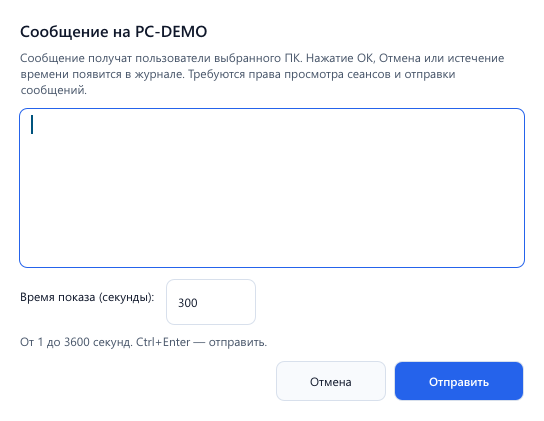 Сообщение на PC-DEMO
Сообщение получат пользователи выбранного ПК. Нажатие ОК, Отмена или истечение
времени появится в журнале. Требуются права просмотра сеансов и отправки
сообщений.
Время показа (секунды):
300
От 1 до 3600 секунд. Ctrl+Enter — отправить.
Отмена
Отправить